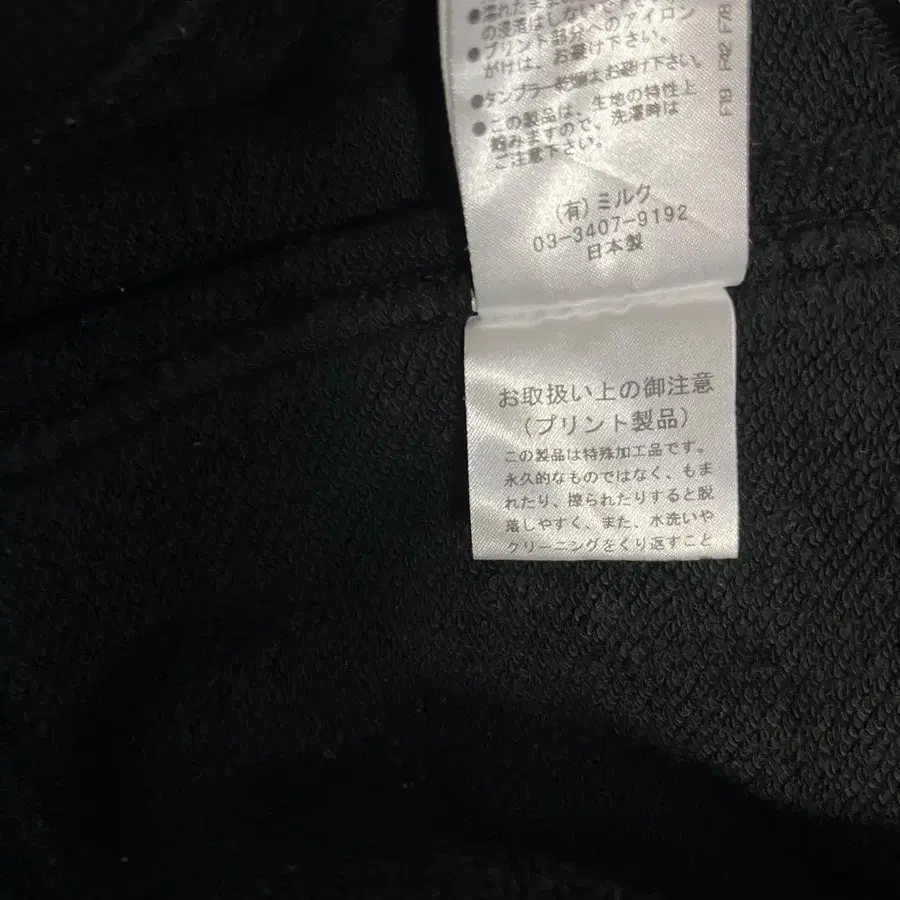 ●濡れたま
の浸漬はしないで下さい。
●プリント部分へのアイロン
がけは、お避け下さい。
●タンブラー乾燥はお避け下さい。
●この製品は、生地の特性上
縮みますので、洗濯時は
ご注意下さい。
(有)ミルク
03-3407-9192
日本製
お取扱い上の御注意
(プリント製品)
この製品は特殊加工品です。
永久的なものではなく、もま
れたり、擦られたりすると脱
落しやすく、また、水洗いや
クリーニングをくり返すこと